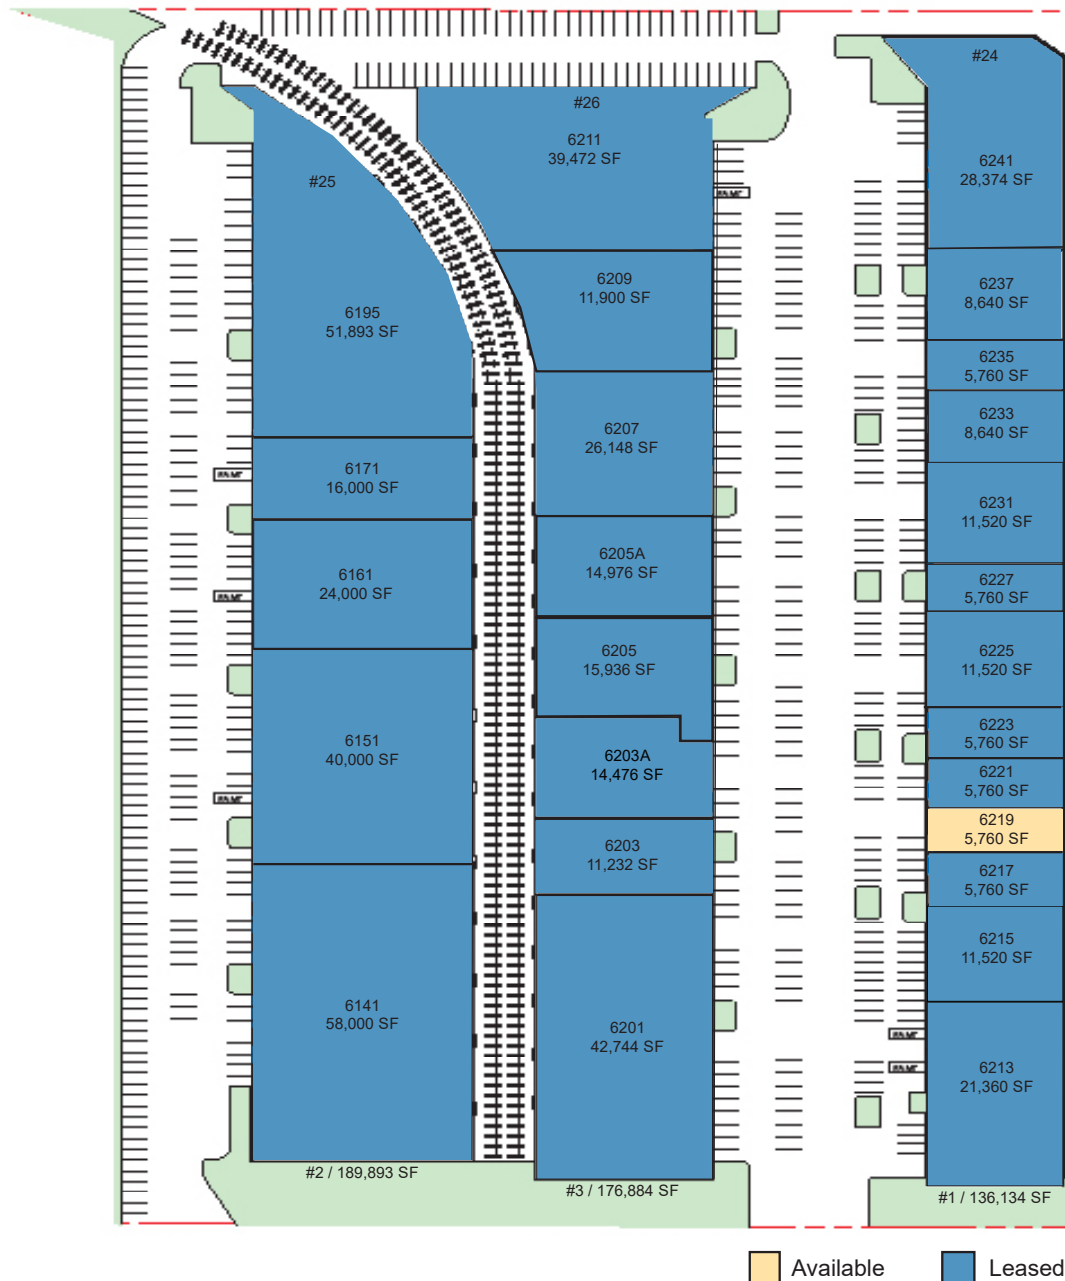 #24
#26
6211
39,472 SF
6241
28,374 SF
#25
6209
11,900 SF
6237
8,640 SF
6195
51,893 SF
6235
5,760 SF
6233
8,640 SF
6207
26,148 SF
6171
16,000 SF
6231
11,520 SF
6205A
14,976 SF
6161
24,000 SF
6227
5,760 SF
6205
15,936 SF
6225
11,520 SF
6223
5,760 SF
6151
40,000 SF
6203A
14,476 SF
6221
5,760 SF
6219
5,760 SF
6203
11,232 SF
6217
5,760 SF
6215
11,520 SF
6141
58,000 SF
6201
42,744 SF
6213
21,360 SF
#2 / 189,893 SF
#3 / 176,884 SF
#1 / 136,134 SF
Available
Leased